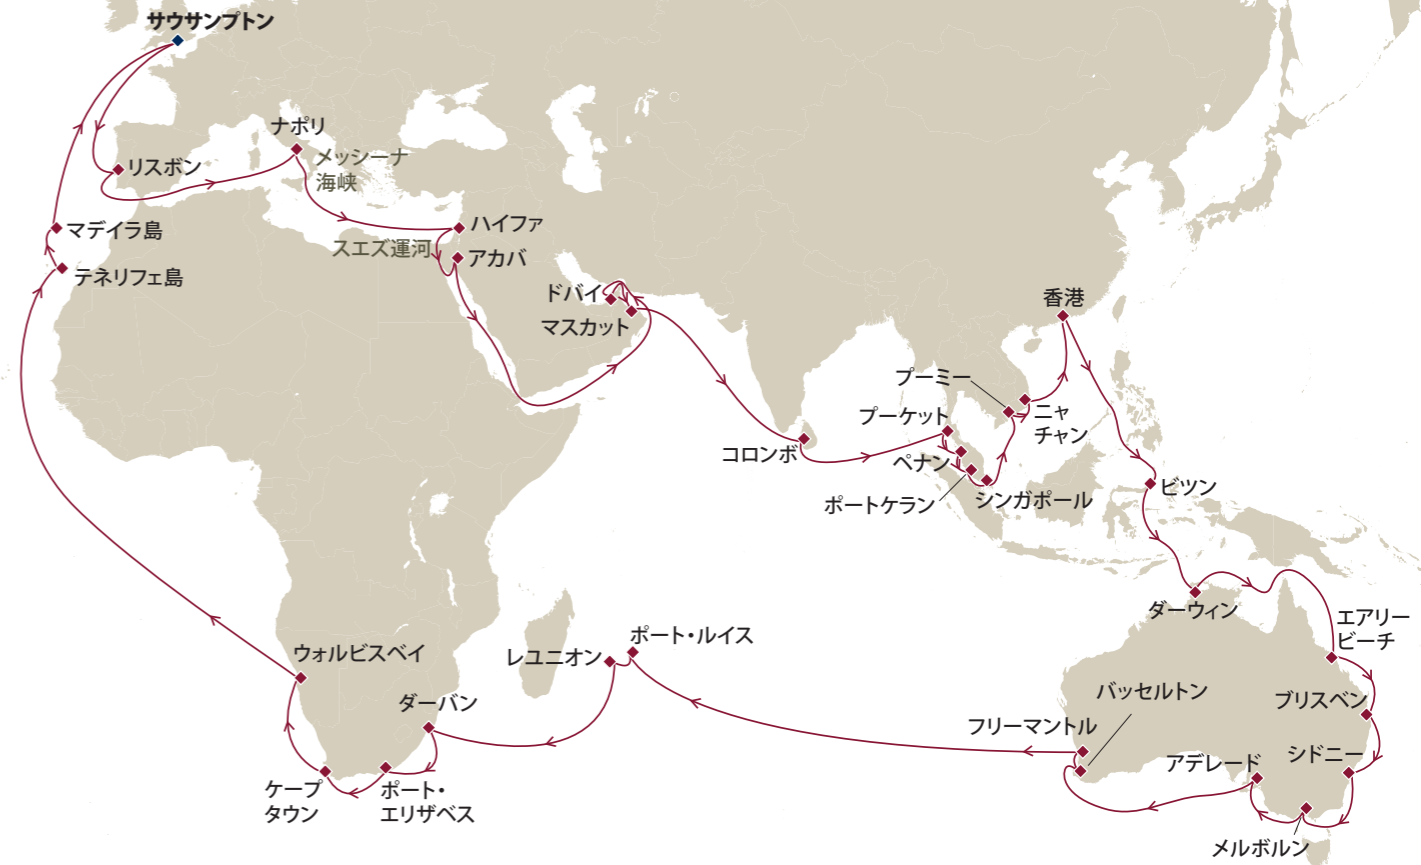 サウサンプトン
ナポリ
メッシーナ
海峡
リスボン
マデイラ島
ハイファ
スエズ運河
アカバ
テネリフェ島
ドバイ
マスカット
香港
プーミー
プーケット
ニャ
チャン
コロンボ
ペナン
ポートケラン
シンガポール
ビツン
ダーウィン
エアリー
ビーチ
ポート・ルイス
レユニオン
ウォルビスベイ
ダーバン
バッセルトン
ブリスベン
フリーマントル
シドニー
アデレード
ケープ
タウン
ポート・
エリザベス
メルボルン